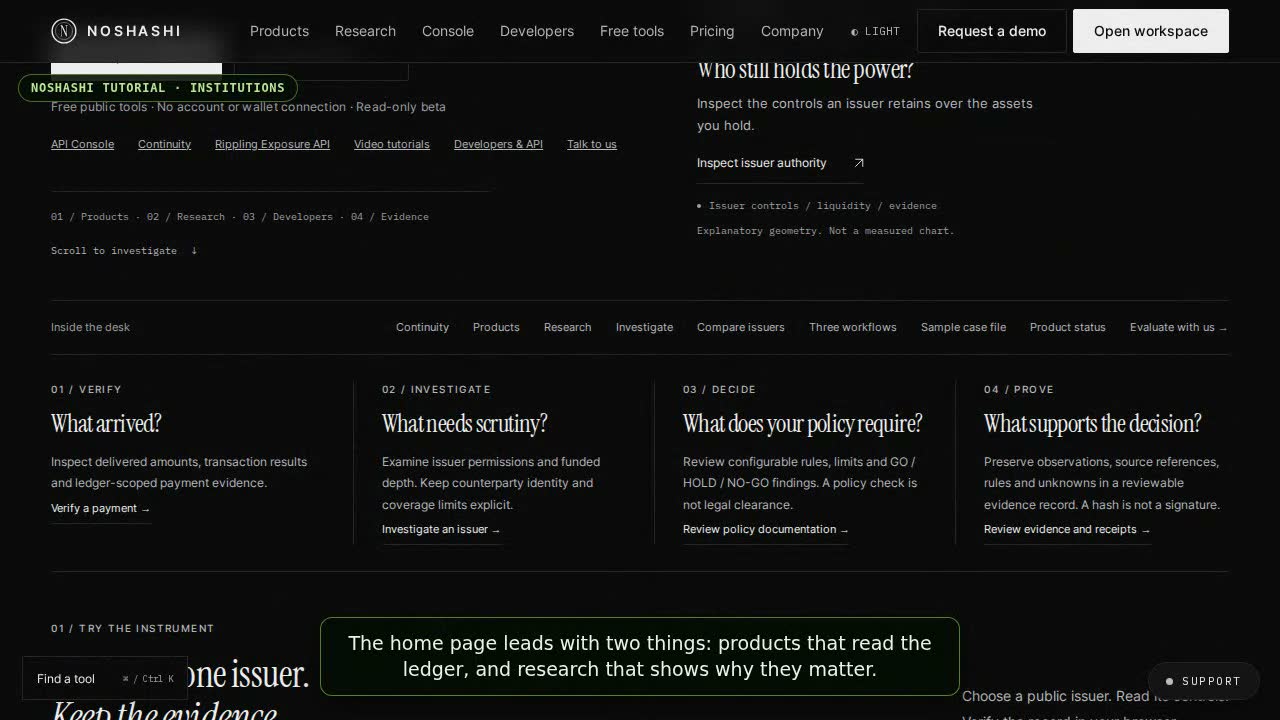 NOSHASHI
Products Research Console Developers Free tools Pricing Company LIGHT Request a demo Open workspace
NOSHASHI TUTORIAL · INSTITUTIONS
Free public tools · No account or wallet connection · Read-only beta
API Console Continuity Rippling Exposure API Video tutorials Developers & API Talk to us
01 / Products · 02 / Research · 03 / Developers · 04 / Evidence
Scroll to investigate ↓
Who still holds the power?
Inspect the controls an issuer retains over the assets
you hold.
Inspect issuer authority
• Issuer controls / liquidity / evidence
Explanatory geometry. Not a measured chart.
Inside the desk Continuity Products Research Investigate Compare issuers Three workflows Sample case file Product status Evaluate with us →
01 / VERIFY
What arrived?
Inspect delivered amounts, transaction results
and ledger-scoped payment evidence.
Verify a payment →
02 / INVESTIGATE
What needs scrutiny?
Examine issuer permissions and funded
depth. Keep counterparty identity and
coverage limits explicit.
Investigate an issuer →
03 / DECIDE
What does your policy require?
Review configurable rules, limits and GO /
HOLD / NO-GO findings. A policy check is
not legal clearance.
Review policy documentation →
04 / PROVE
What supports the decision?
Preserve observations, source references,
rules and unknowns in a reviewable
evidence record. A hash is not a signature.
Review evidence and receipts →
01 / TRY THE INSTRUMENT
one issuer.
Keep the evidence
Find a tool ⌘ / Ctrl K
The home page leads with two things: products that read the
ledger, and research that shows why they matter.
Choose a public issuer. Read
Verify the record in your browser
SUPPORT